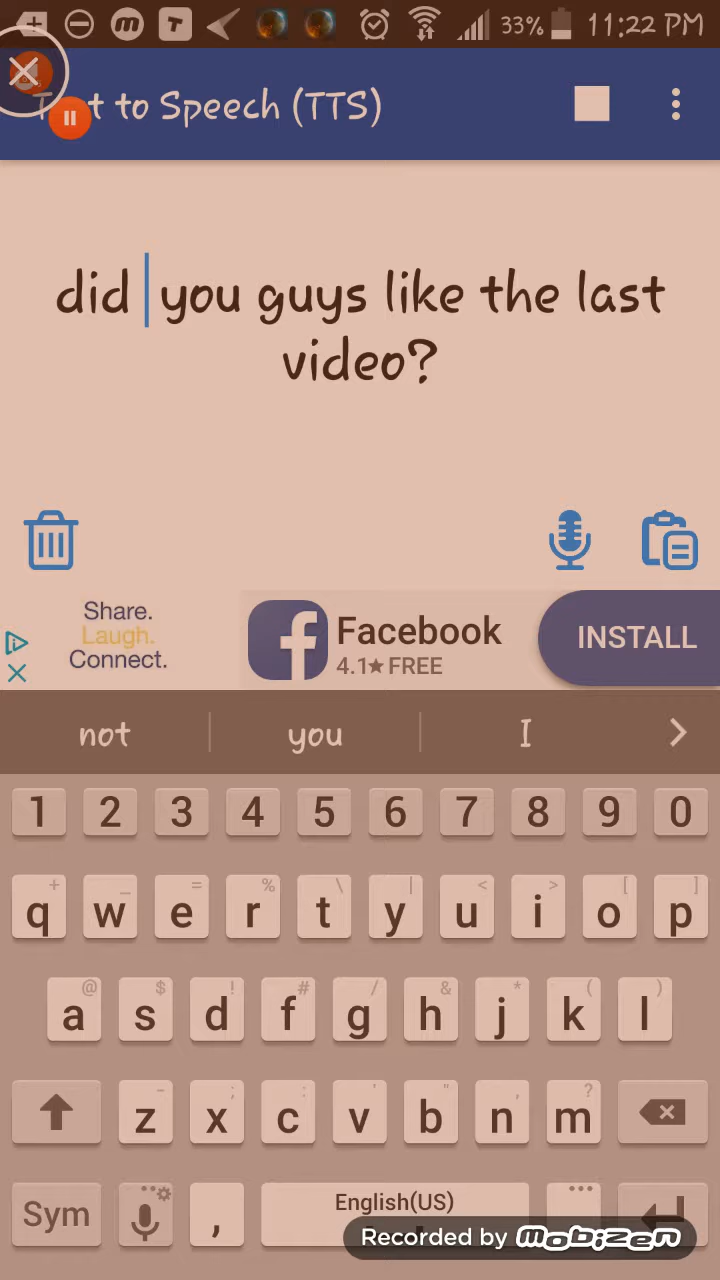 33% 11:22 PM
t to Speech (TTS)
did you guys like the last
video?
Share.
Laugh.
Connect.
Facebook
4.1★ FREE
INSTALL
not you I
1 2 3 4 5 6 7 8 9 0
+ _ = % \ | < > [ ]
q w e r t y u i o p
@ $ ! # / & * ( )
a s d f g h j k l
- ; : ' " , ?
z x c v b n m
Sym , English(US)
Recorded by mobizen